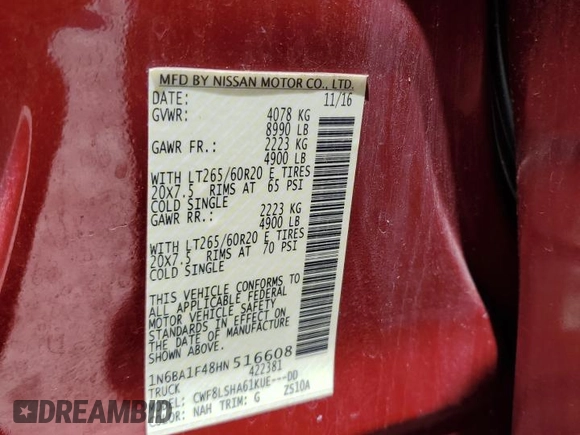 MFD BY NISSAN MOTOR CO., LTD.
DATE: 11/16
GVWR: 4078 KG
8990 LB
GAWR FR.: 2223 KG
4900 LB
WITH LT265/60R20 E TIRES
20X7.5 RIMS AT 65 PSI
COLD SINGLE
GAWR RR.: 2223 KG
4900 LB
WITH LT265/60R20 E TIRES
20X7.5 RIMS AT 70 PSI
COLD SINGLE
THIS VEHICLE CONFORMS TO
ALL APPLICABLE FEDERAL
MOTOR VEHICLE SAFETY
STANDARDS IN EFFECT ON
THE DATE OF MANUFACTURE
SHOWN ABOVE.
1N6BA1F48HN516608
TRUCK 422381
CWF8LSHA61KUE---DD
NAH TRIM: G ZS10A
DREAMBID